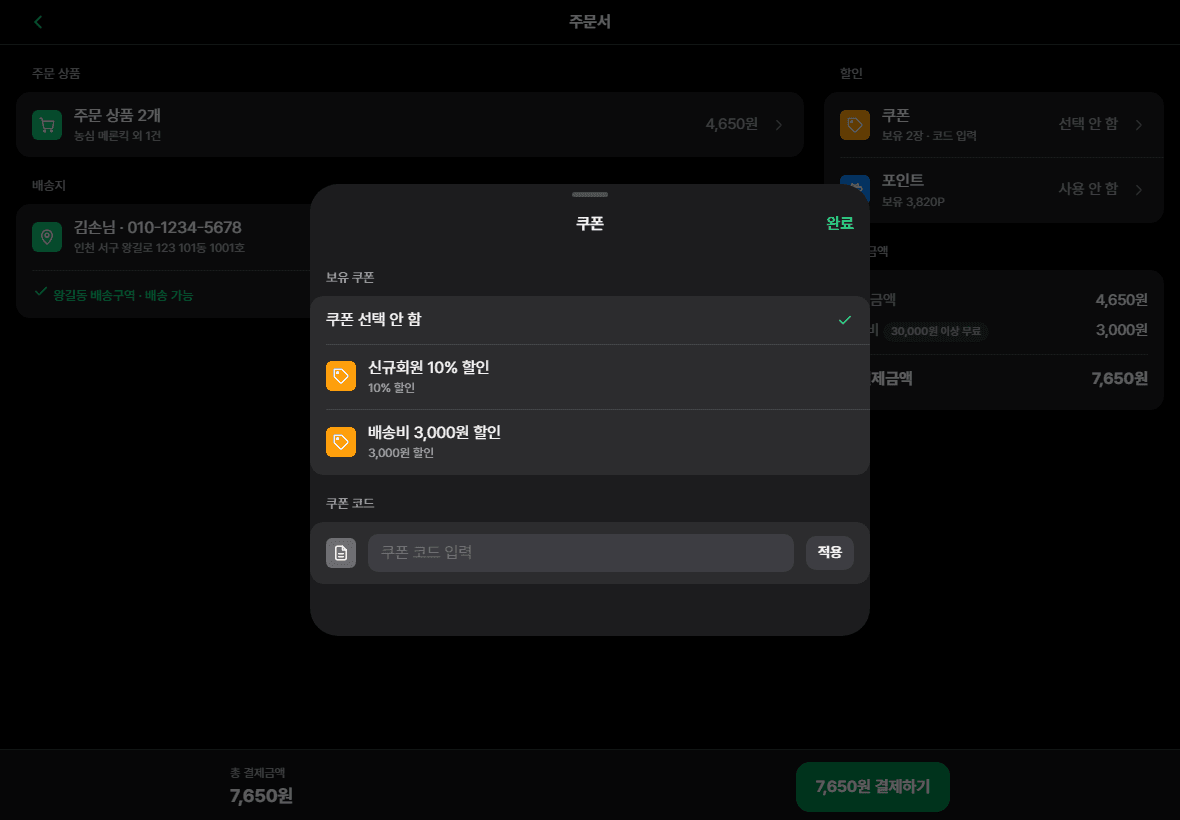 주문서
주문 상품
주문 상품 2개
농심 메론킥 외 1건
4,650원
배송지
김손님 · 010-1234-5678
인천 서구 왕길로 123 101동 1001호
왕길동 배송구역 · 배송 가능
할인
쿠폰
보유 2장 · 코드 입력
선택 안 함
포인트
보유 3,820P
사용 안 함
금액
금액
4,650원
비 30,000원 이상 무료
3,000원
제금액
7,650원
쿠폰
완료
보유 쿠폰
쿠폰 선택 안 함
신규회원 10% 할인
10% 할인
배송비 3,000원 할인
3,000원 할인
쿠폰 코드
쿠폰 코드 입력
적용
총 결제금액
7,650원
7,650원 결제하기